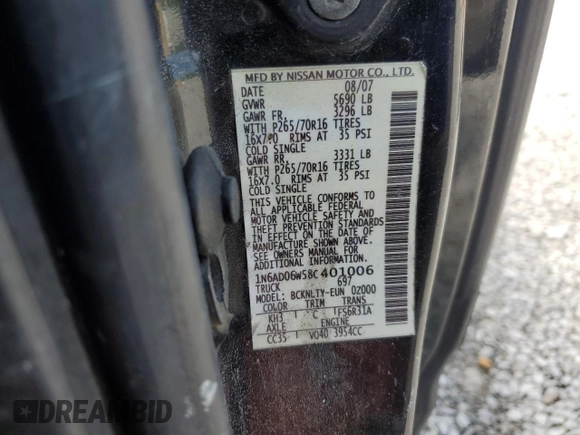 MFD BY NISSAN MOTOR CO., LTD.
DATE 08/07
GVWR 5690 LB
GAWR FR. 3296 LB
WITH P265/70R16 TIRES
16X7.0 RIMS AT 35 PSI
COLD SINGLE
GAWR RR. 3331 LB
WITH P265/70R16 TIRES
16X7.0 RIMS AT 35 PSI
COLD SINGLE
THIS VEHICLE CONFORMS TO
ALL APPLICABLE FEDERAL
MOTOR VEHICLE SAFETY AND
THEFT PREVENTION STANDARDS
IN EFFECT ON THE DATE OF
MANUFACTURE SHOWN ABOVE.
SEE OWNERS MANUAL FOR
ADDITIONAL INFORMATION.
1N6AD06W58C401006
TRUCK 697
MODEL: BCKNLTY-EUN 02000
COLOR TRIM TRANS
KH3 C FS6R31A
AXLE ENGINE
CC35 VQ40 3954CC
DREAMBID